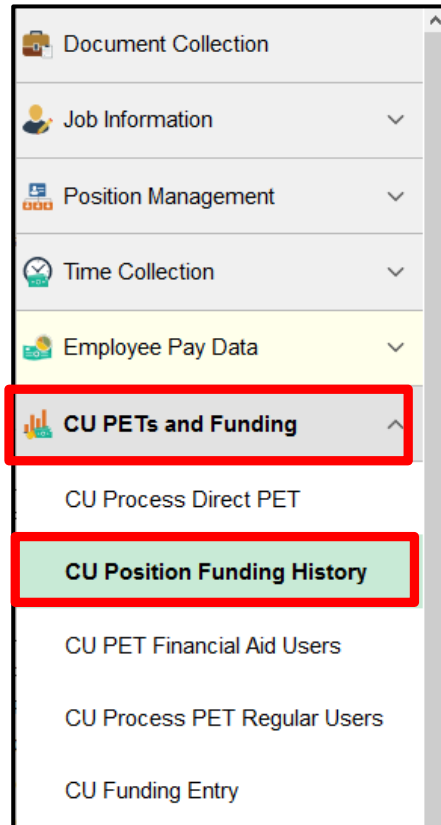 Document Collection
Job Information
Position Management
Time Collection
Employee Pay Data
CU PETs and Funding
CU Process Direct PET
CU Position Funding History
CU PET Financial Aid Users
CU Process PET Regular Users
CU Funding Entry